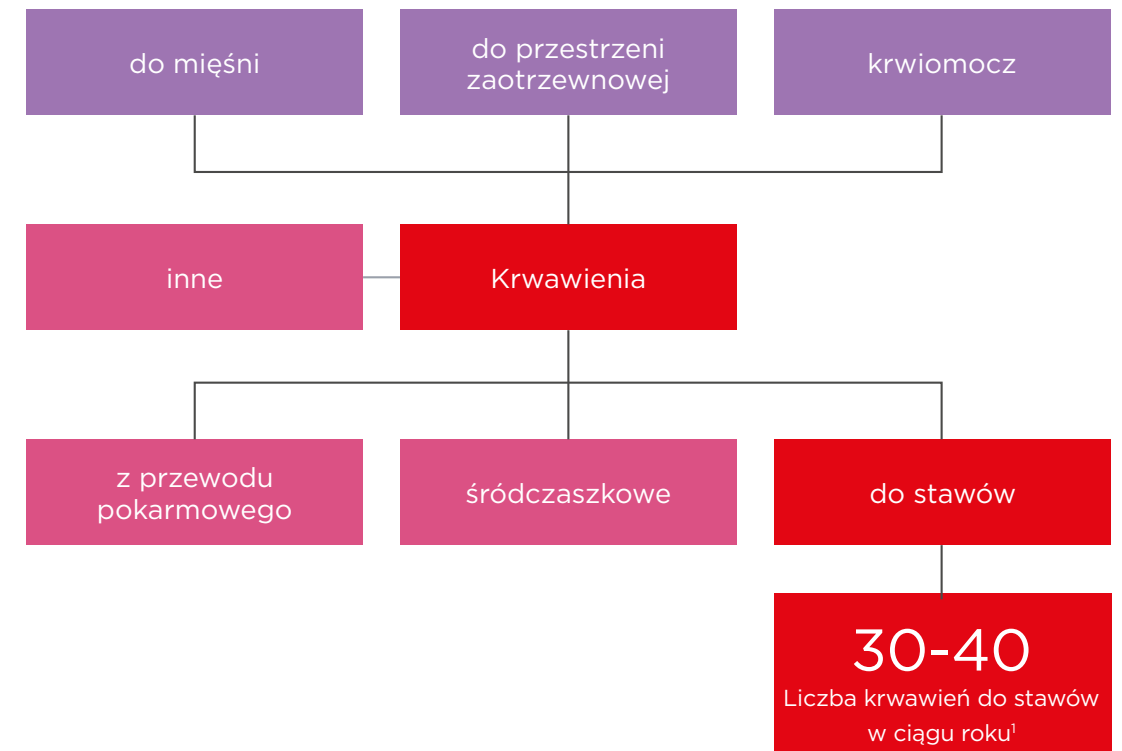 do mięśni
do przestrzeni
zaotrzewnowej
krwiomocz
inne
Krwawienia
z przewodu
pokarmowego
śródczaszkowe
do stawów
30-40
Liczba krwawień do stawów
w ciągu roku¹